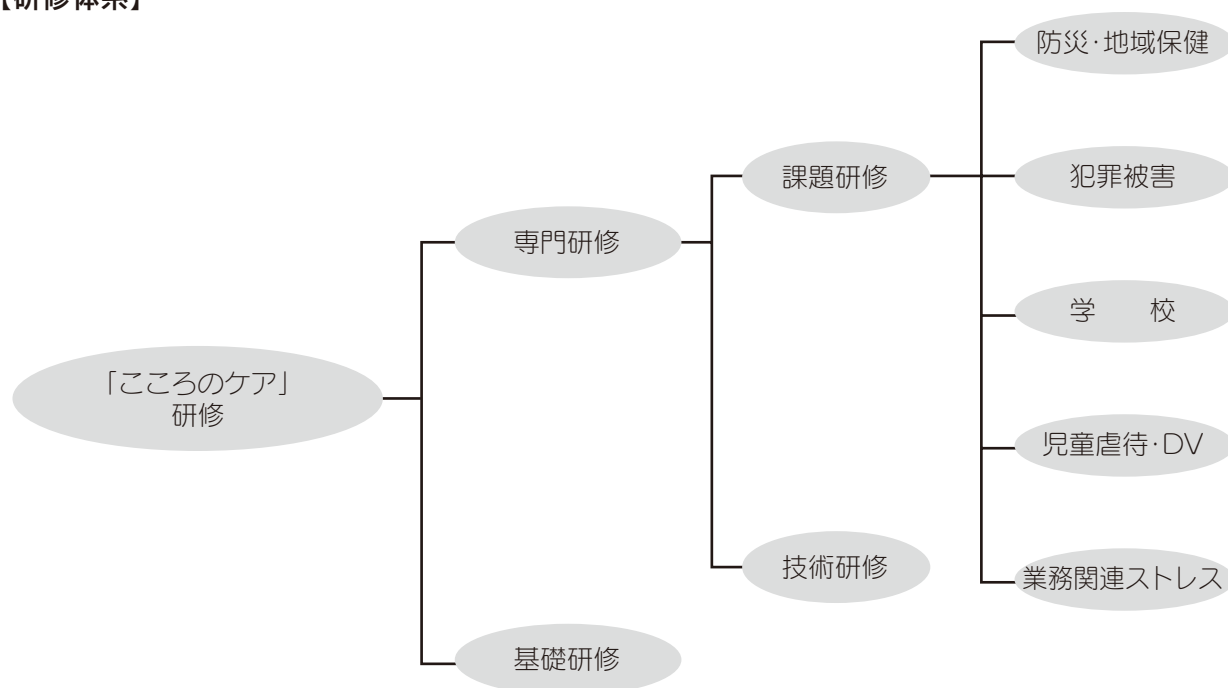 【研修体系】
防災・地域保健
課題研修
犯罪被害
専門研修
学　校
「こころのケア」
研修
児童虐待・DV
技術研修
業務関連ストレス
基礎研修